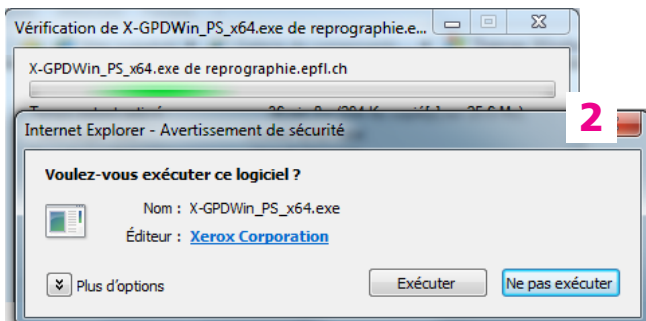 Vérification de X-GPDWin_PS_x64.exe de reprographie.e...
X-GPDWin_PS_x64.exe de reprographie.epfl.ch
2
Internet Explorer - Avertissement de sécurité
Voulez-vous exécuter ce logiciel ?
Nom : X-GPDWin_PS_x64.exe
Éditeur : Xerox Corporation
Plus d'options
Exécuter
Ne pas exécuter